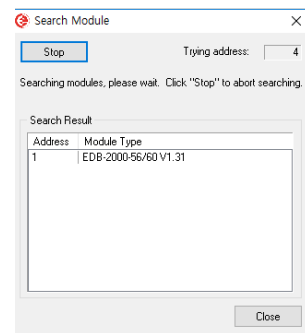 Search Module
Stop
Trying address: 4
Searching modules, please wait. Click "Stop" to abort searching.
Search Result
Address Module Type
1 EDB-2000-56/60 V1.31
Close